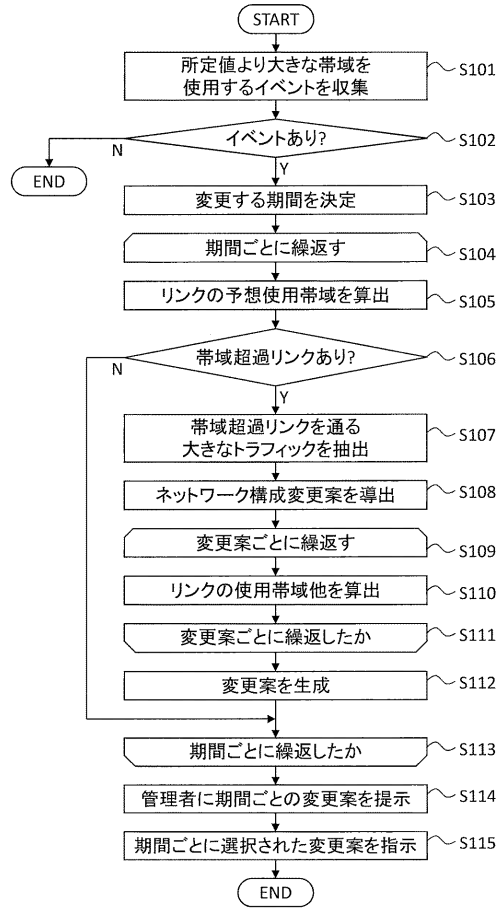 START
所定値より大きな帯域を
使用するイベントを収集
S101
イベントあり?
S102
N
Y
END
変更する期間を決定
S103
期間ごとに繰返す
S104
リンクの予想使用帯域を算出
S105
帯域超過リンクあり?
S106
N
Y
帯域超過リンクを通る
大きなトラフィックを抽出
S107
ネットワーク構成変更案を導出
S108
変更案ごとに繰返す
S109
リンクの使用帯域他を算出
S110
変更案ごとに繰返したか
S111
変更案を生成
S112
期間ごとに繰返したか
S113
管理者に期間ごとの変更案を提示
S114
期間ごとに選択された変更案を指示
S115
END